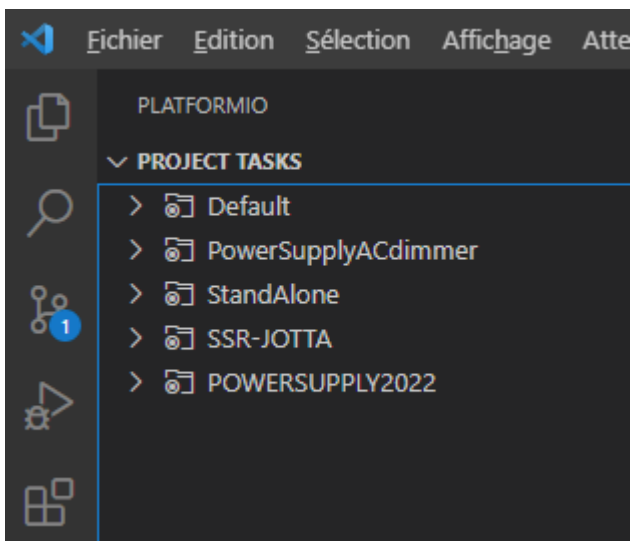 Fichier Edition Sélection Affichage Atte
PLATFORMIO
PROJECT TASKS
Default
PowerSupplyACdimmer
StandAlone
1
SSR-JOTTA
POWERSUPPLY2022